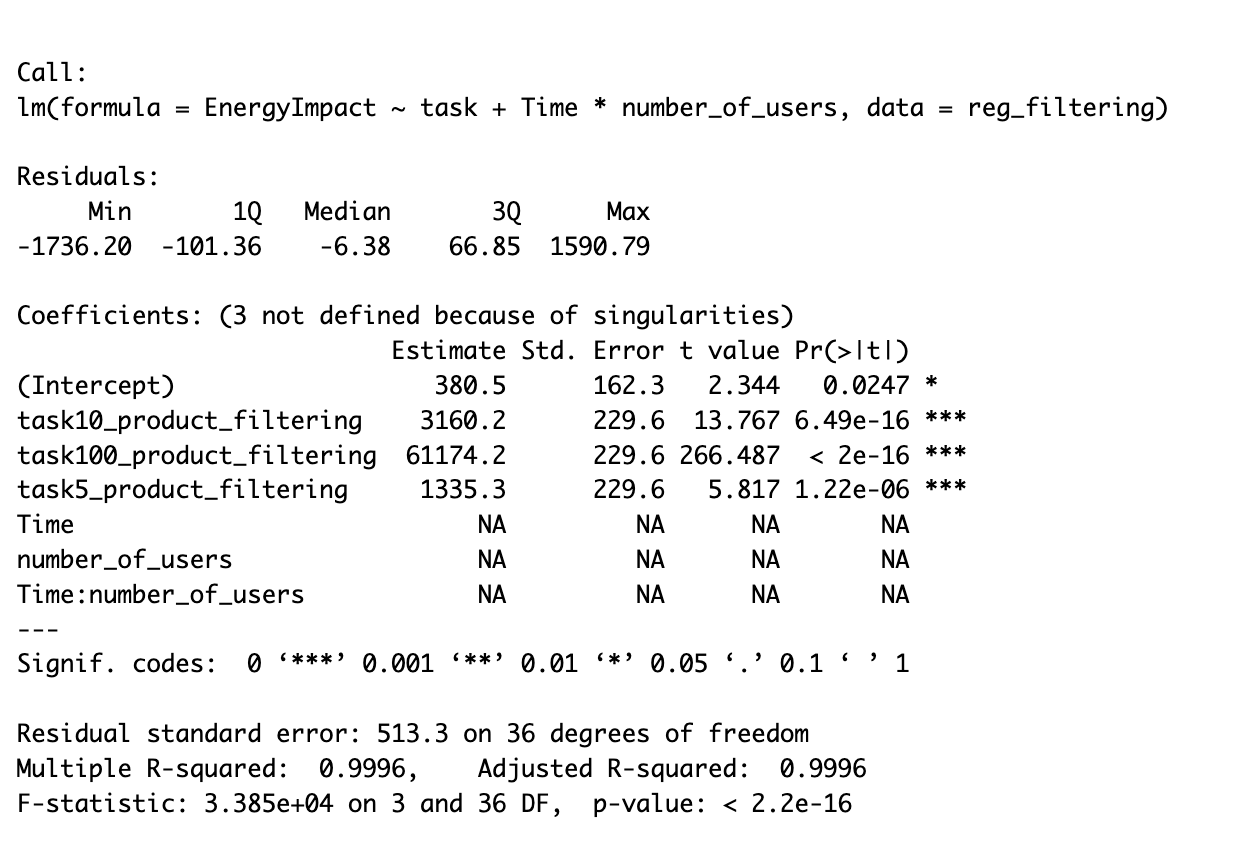 Call:
lm(formula = EnergyImpact ~ task + Time * number_of_users, data = reg_filtering)
Residuals:
     Min       1Q   Median       3Q      Max
-1736.20  -101.36    -6.38    66.85  1590.79
Coefficients: (3 not defined because of singularities)
                         Estimate Std. Error t value Pr(>|t|)
(Intercept)                 380.5      162.3   2.344   0.0247 *
task10_product_filtering   3160.2      229.6  13.767 6.49e-16 ***
task100_product_filtering 61174.2      229.6 266.487  < 2e-16 ***
task5_product_filtering    1335.3      229.6   5.817 1.22e-06 ***
Time                           NA         NA      NA       NA
number_of_users                NA         NA      NA       NA
Time:number_of_users           NA         NA      NA       NA
---
Signif. codes:  0 ‘***’ 0.001 ‘**’ 0.01 ‘*’ 0.05 ‘.’ 0.1 ‘ ’ 1
Residual standard error: 513.3 on 36 degrees of freedom
Multiple R-squared:  0.9996,    Adjusted R-squared:  0.9996
F-statistic: 3.385e+04 on 3 and 36 DF,  p-value: < 2.2e-16